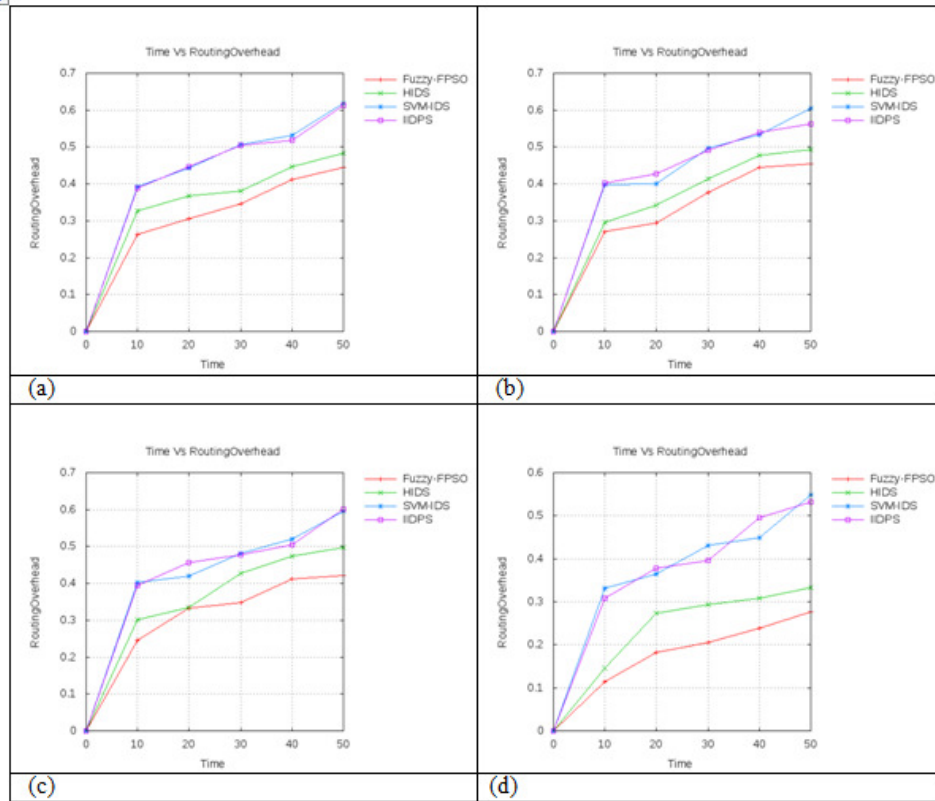 Time Vs RoutingOverhead
Fuzzy-FPSO
HIDS
SVM-IDS
IIDPS
RoutingOverhead
0.7
0.6
0.5
0.4
0.3
0.2
0.1
0
0 10 20 30 40 50
Time
(a)
Time Vs RoutingOverhead
Fuzzy-FPSO
HIDS
SVM-IDS
IIDPS
RoutingOverhead
0.7
0.6
0.5
0.4
0.3
0.2
0.1
0
0 10 20 30 40 50
Time
(b)
Time Vs RoutingOverhead
Fuzzy-FPSO
HIDS
SVM-IDS
IIDPS
RoutingOverhead
0.7
0.6
0.5
0.4
0.3
0.2
0.1
0
0 10 20 30 40 50
Time
(c)
Time Vs RoutingOverhead
Fuzzy-FPSO
HIDS
SVM-IDS
IIDPS
RoutingOverhead
0.6
0.5
0.4
0.3
0.2
0.1
0
0 10 20 30 40 50
Time
(d)